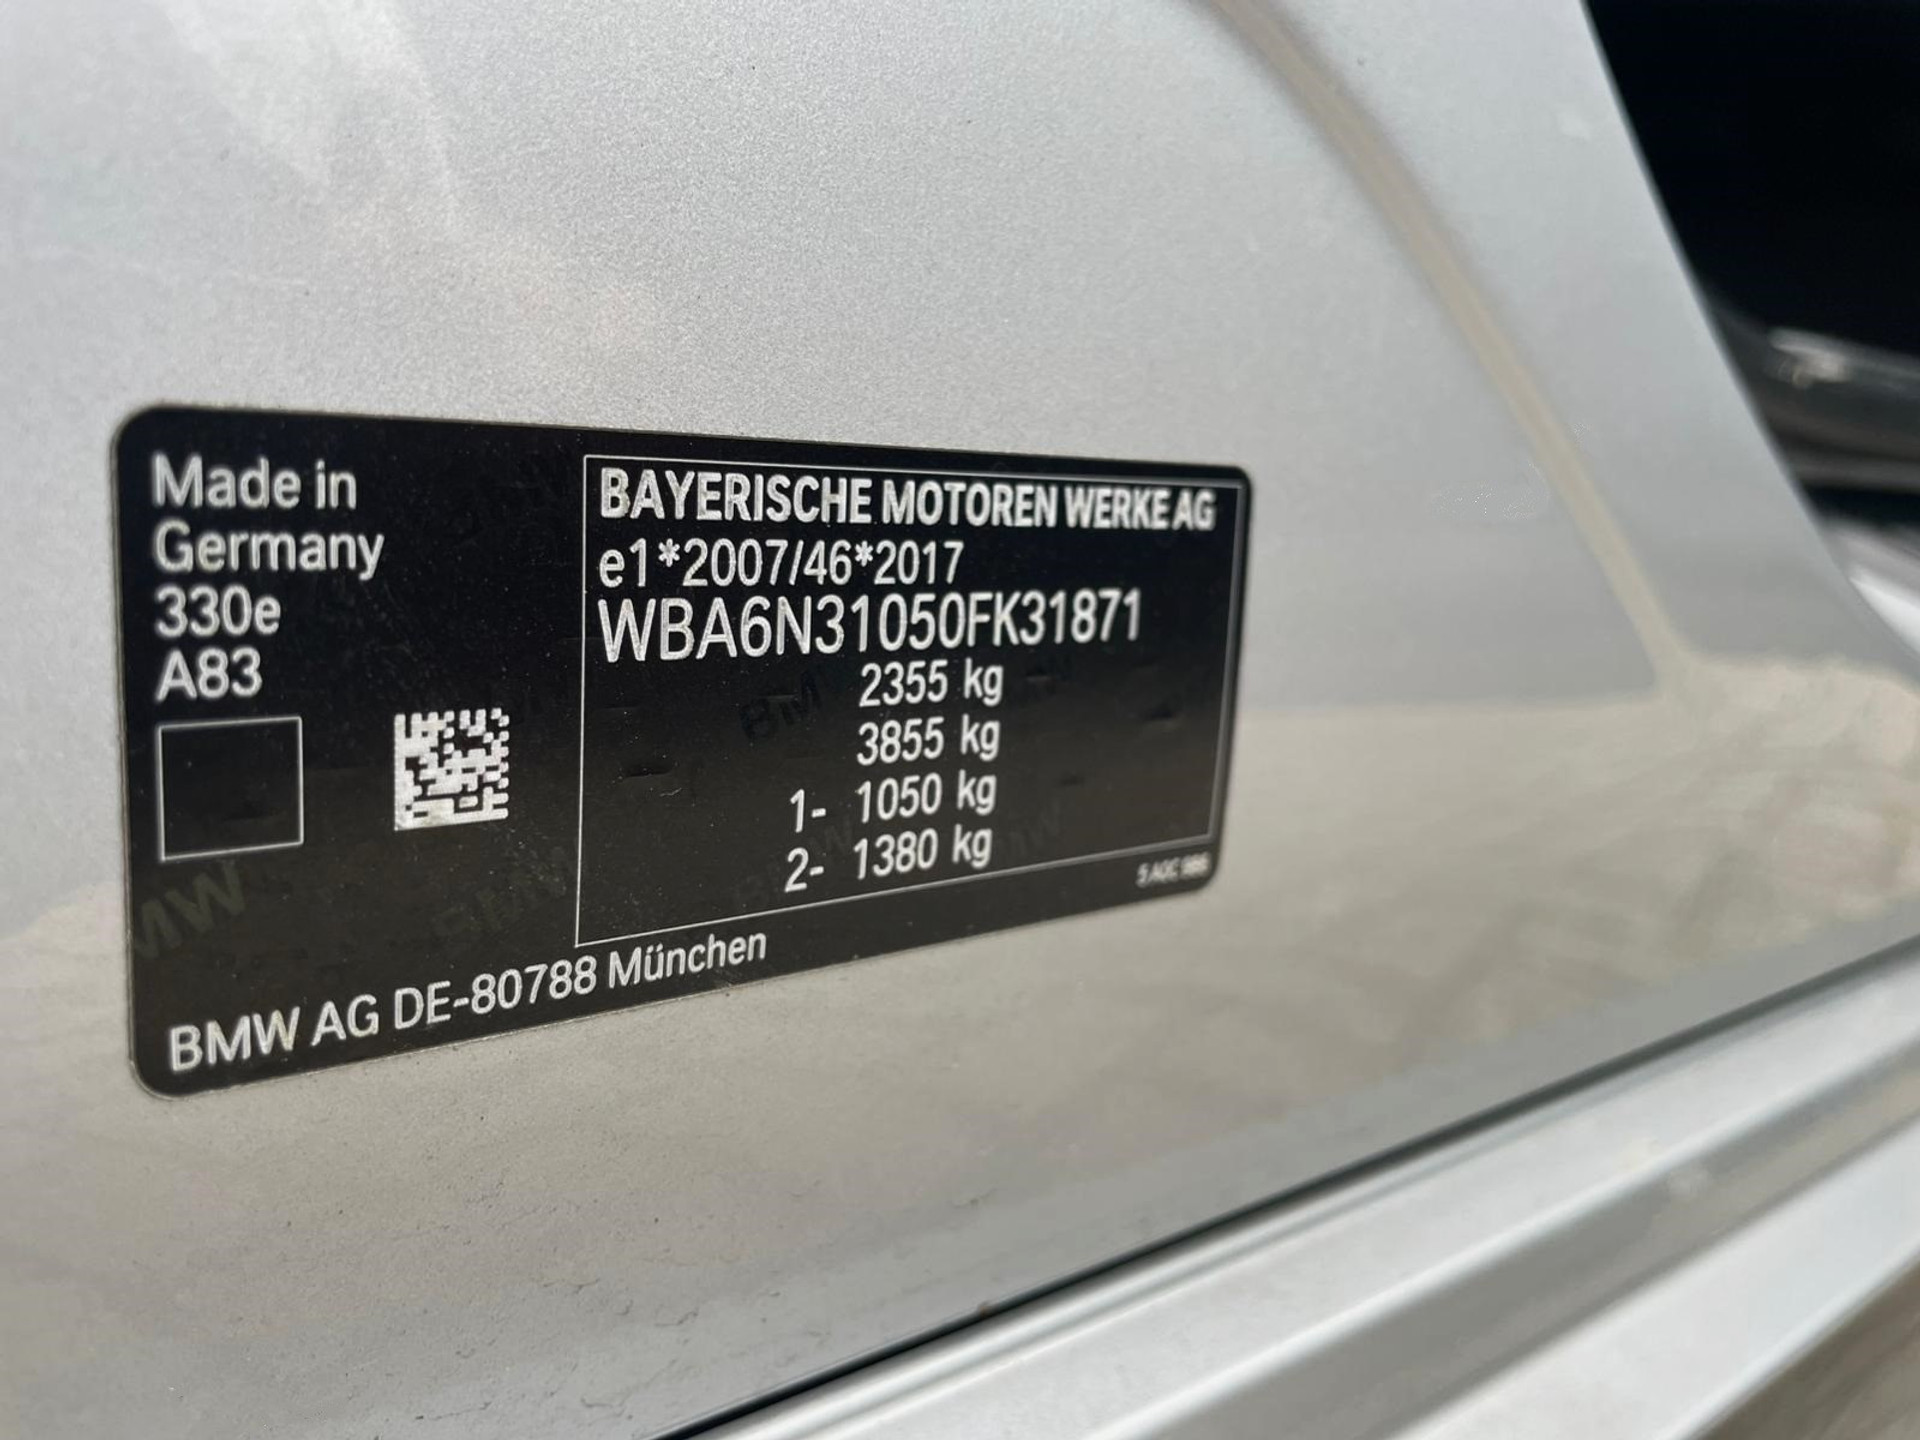 Made in
Germany
330e
A83
BAYERISCHE MOTOREN WERKE AG
e1*2007/46*2017
WBA6N31050FK31871
2355 kg
3855 kg
1- 1050 kg
2- 1380 kg
BMW AG DE-80788 München